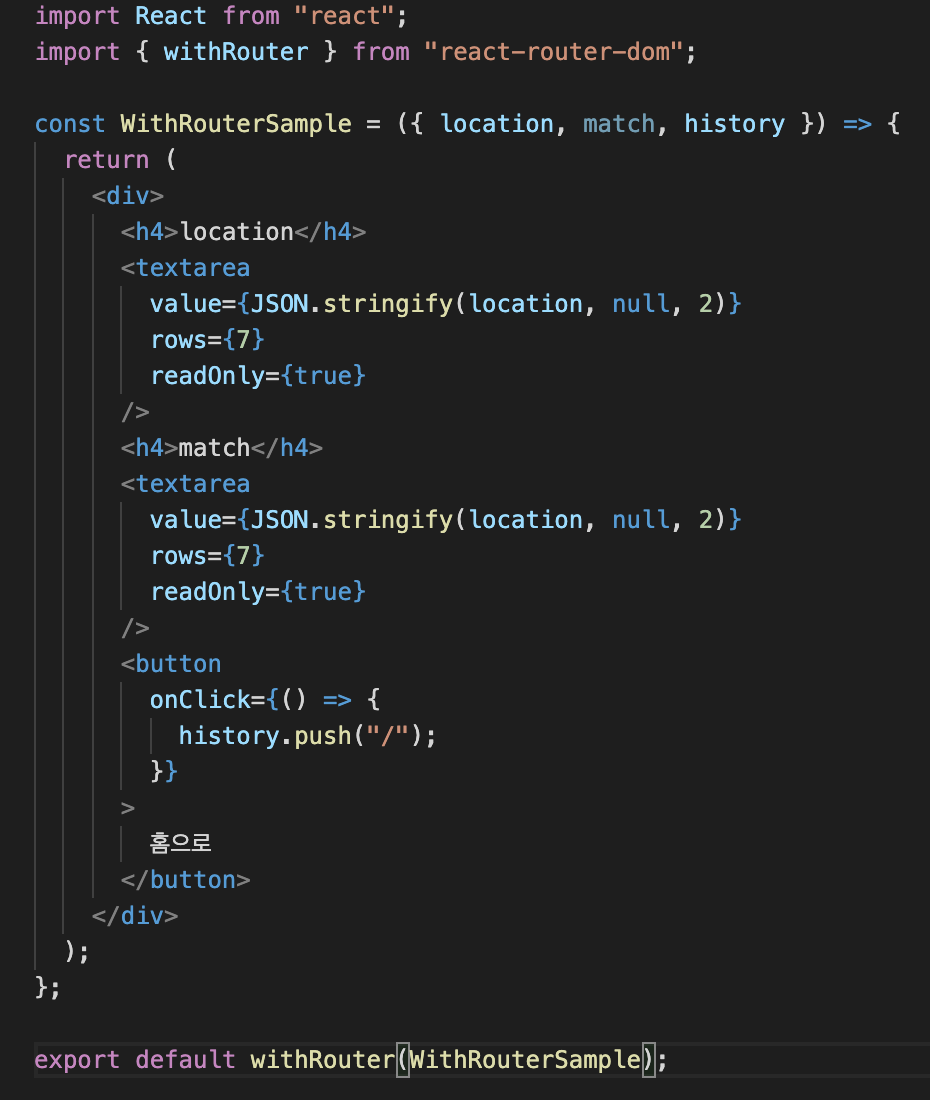 import React from "react";
import { withRouter } from "react-router-dom";

const WithRouterSample = ({ location, match, history }) => {
  return (
    <div>
      <h4>location</h4>
      <textarea
        value={JSON.stringify(location, null, 2)}
        rows={7}
        readOnly={true}
      />
      <h4>match</h4>
      <textarea
        value={JSON.stringify(location, null, 2)}
        rows={7}
        readOnly={true}
      />
      <button
        onClick={() => {
          history.push("/");
        }}
      >
        홈으로
      </button>
    </div>
  );
};

export default withRouter(WithRouterSample);